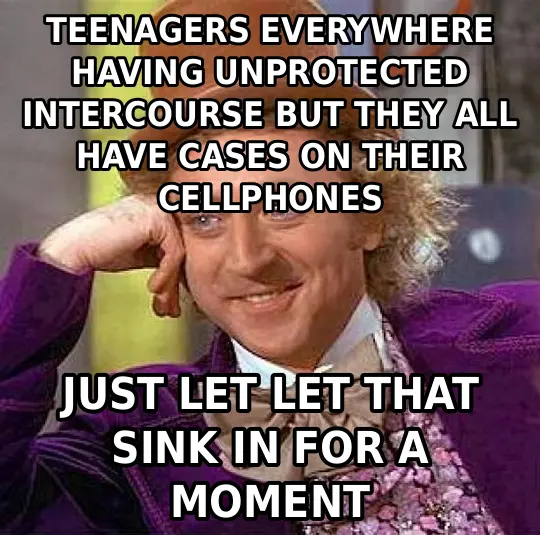 TEENAGERS EVERYWHERE
HAVING UNPROTECTED
INTERCOURSE BUT THEY ALL
HAVE CASES ON THEIR
CELLPHONES
JUST LET LET THAT
SINK IN FOR A
MOMENT